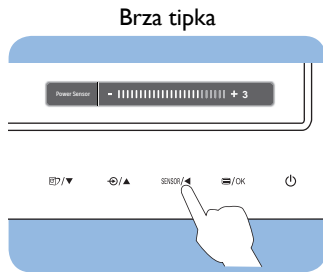 Brza tipka
Power Sensor - + 3
/▼ /▲ SENSOR/◄ /OK